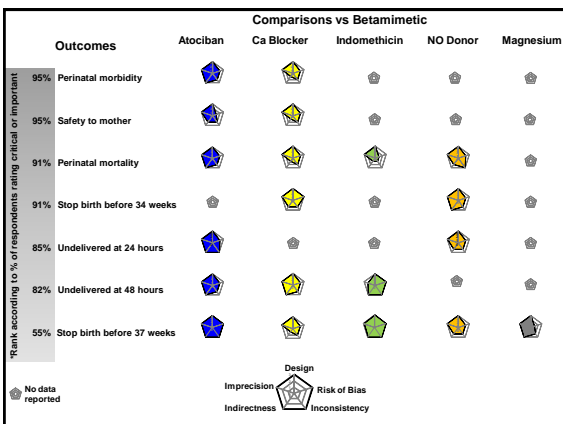 Comparisons vs Betamimetic
Outcomes
Atociban
Ca Blocker
Indomethicin
NO Donor
Magnesium
*Rank according to % of respondents rating critical or important
95% Perinatal morbidity
95% Safety to mother
91% Perinatal mortality
91% Stop birth before 34 weeks
85% Undelivered at 24 hours
82% Undelivered at 48 hours
55% Stop birth before 37 weeks
No data
reported
Design
Imprecision
Risk of Bias
Indirectness
Inconsistency